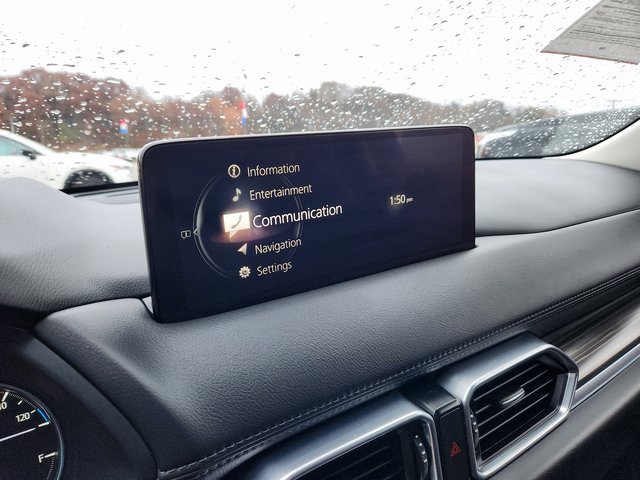 Information
Entertainment
Communication
1:50 pm
Navigation
Settings
120
F